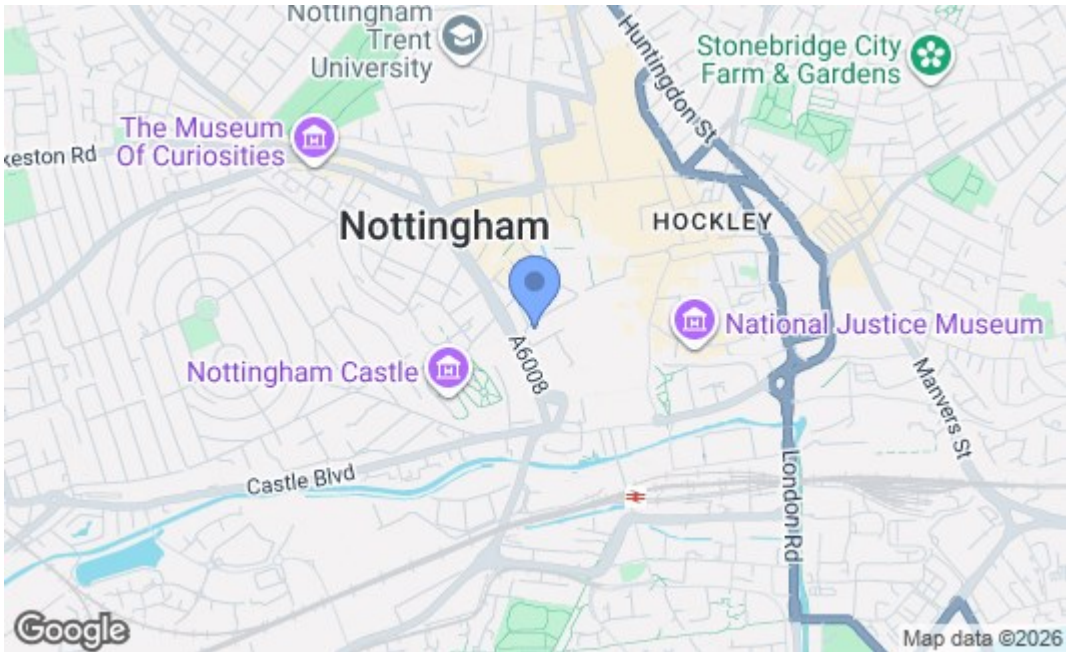 Nottingham
Trent
University
Huntingdon St
Stonebridge City
Farm & Gardens
The Museum
Of Curiosities
keston Rd
Nottingham
HOCKLEY
National Justice Museum
A6008
Nottingham Castle
Manvers St
Castle Blvd
London Rd
Google
Map data ©2026